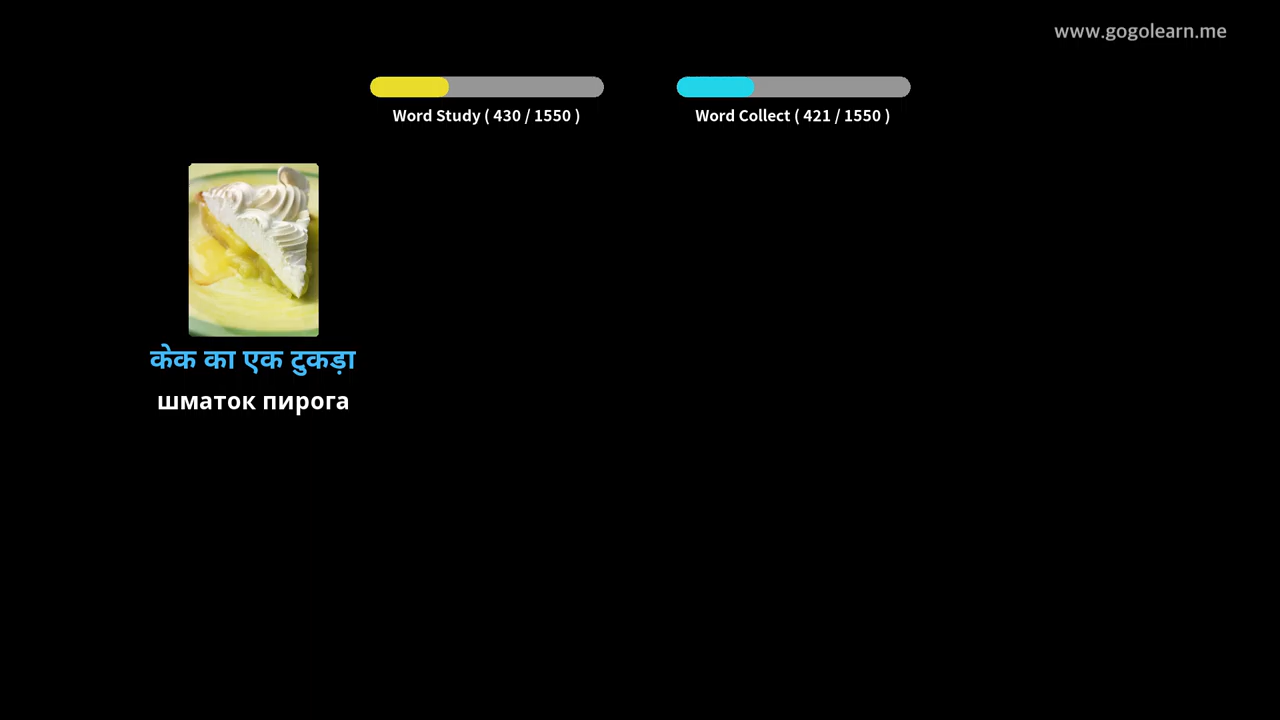 www.gogolearn.me
Word Study ( 430 / 1550 )
Word Collect ( 421 / 1550 )
केक का एक टुकड़ा
шматок пирога